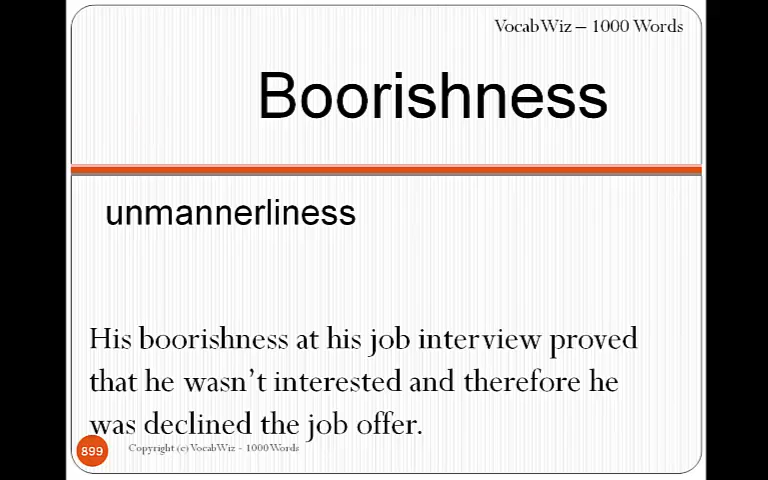 VocabWiz – 1000 Words
Boorishness
unmannerliness
His boorishness at his job interview proved
that he wasn’t interested and therefore he
was declined the job offer.
899
Copyright (c) VocabWiz - 1000 Words